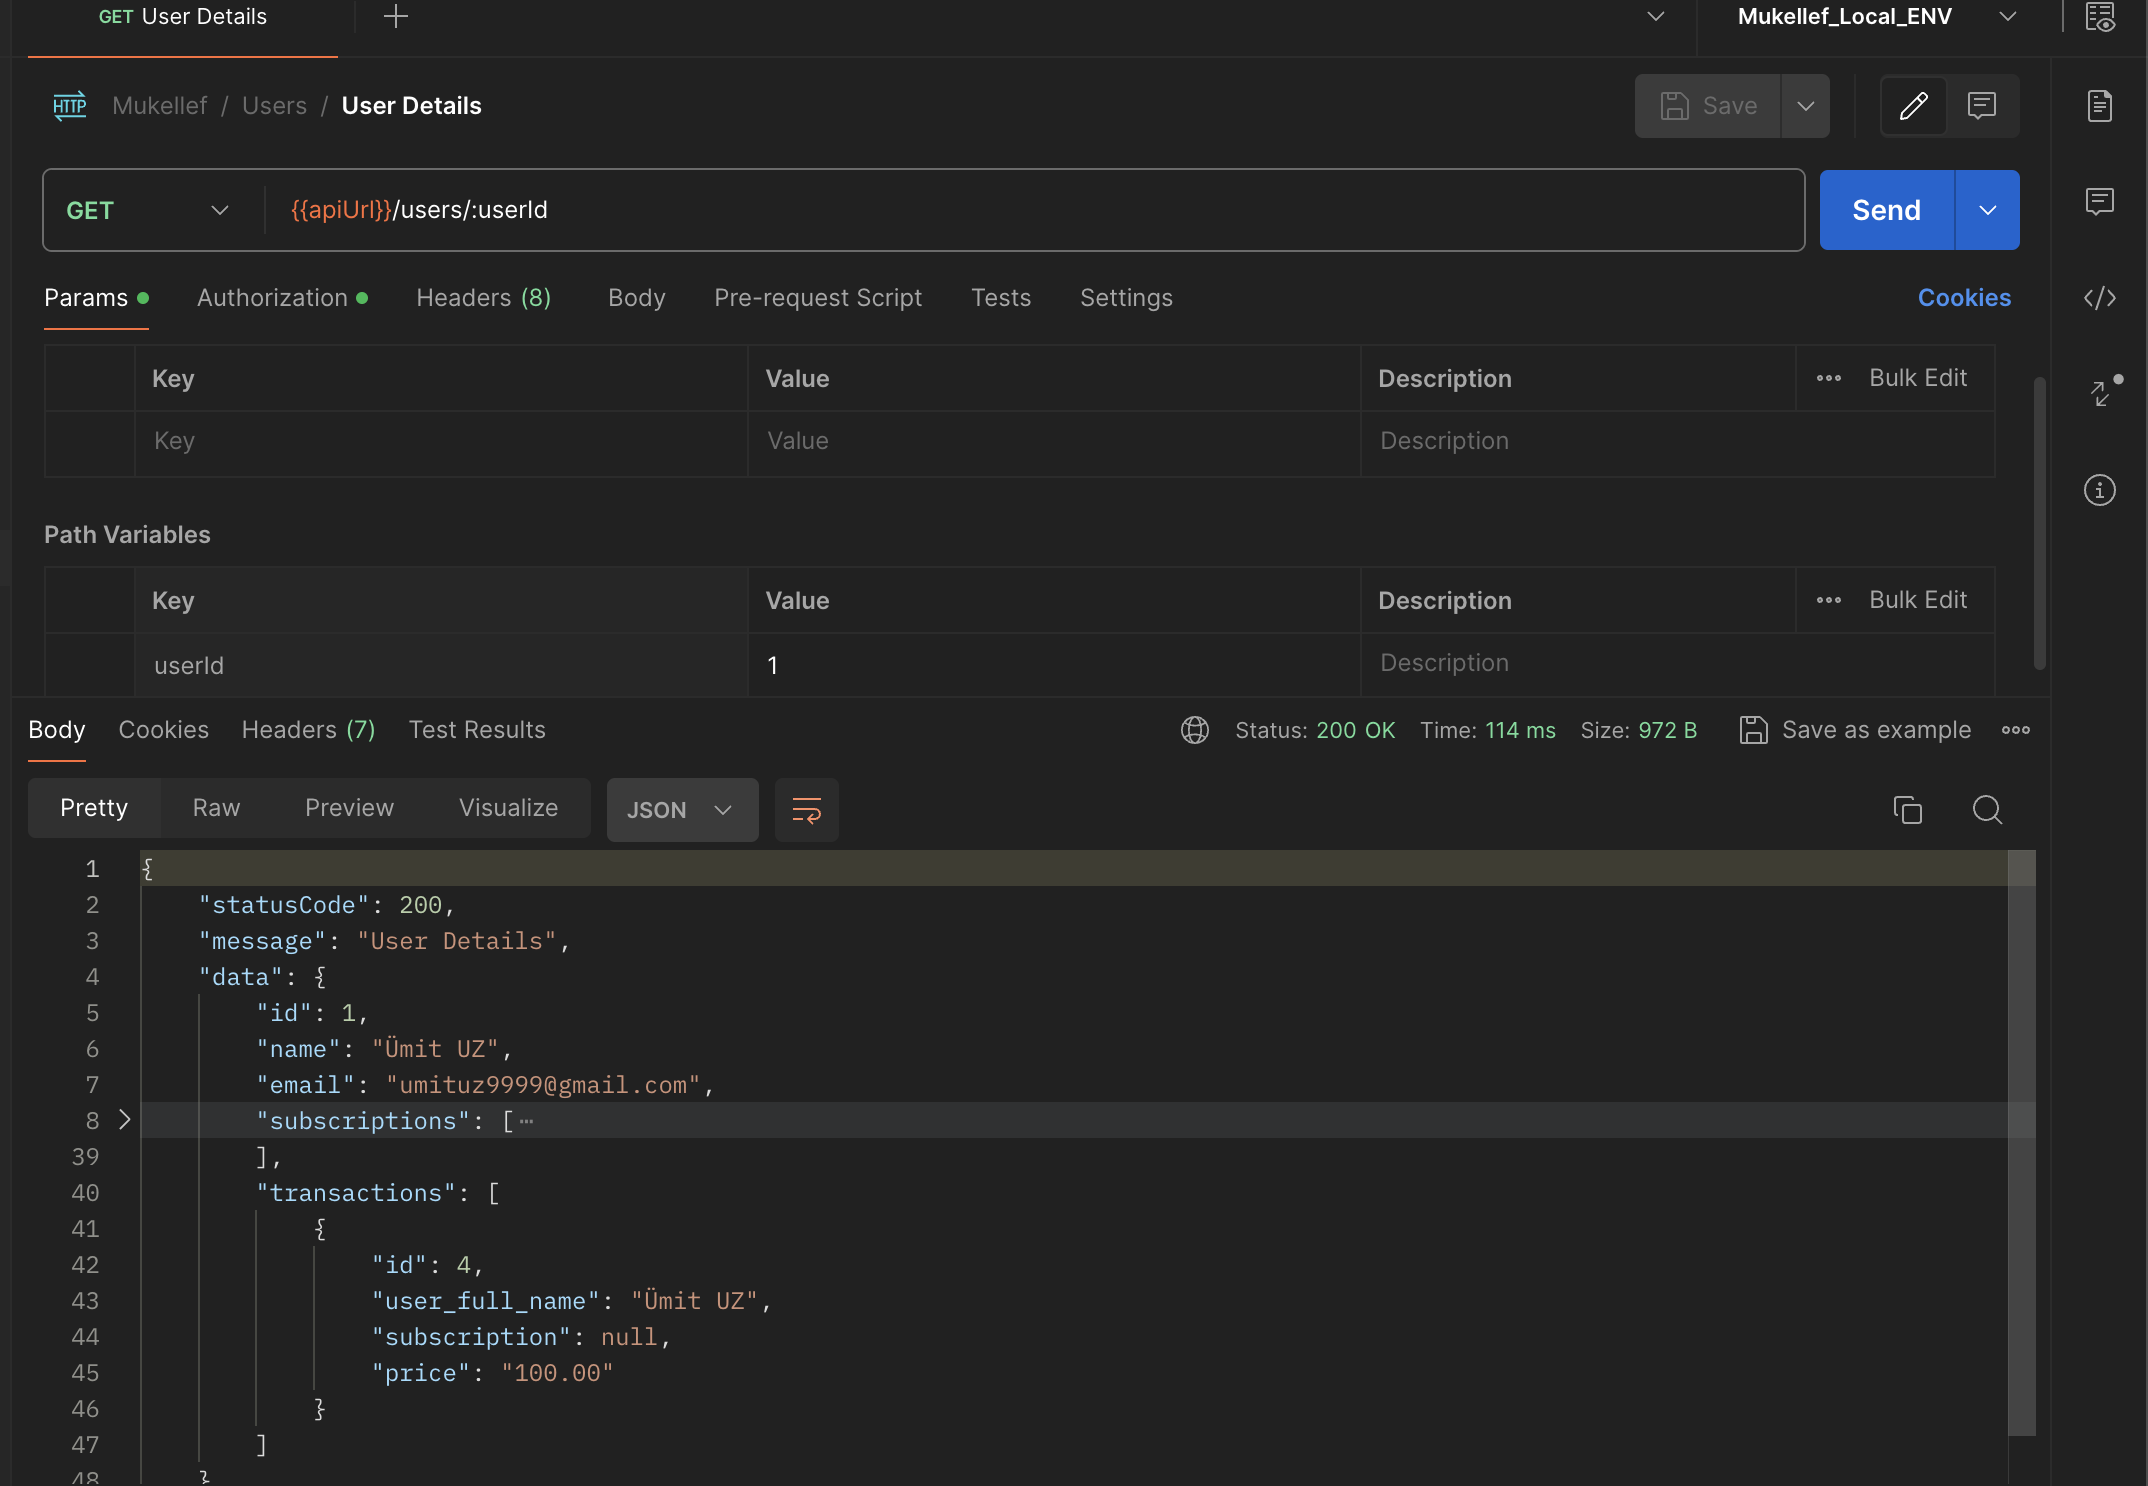 GET User Details
Mukellef_Local_ENV
HTTP Mukellef / Users / User Details
Save
GET {{apiUrl}}/users/:userId
Send
Params Authorization Headers (8) Body Pre-request Script Tests Settings Cookies
Key Value Description Bulk Edit
Key Value Description
Path Variables
Key Value Description Bulk Edit
userId 1 Description
Body Cookies Headers (7) Test Results Status: 200 OK Time: 114 ms Size: 972 B Save as example
Pretty Raw Preview Visualize JSON
1 {
2 "statusCode": 200,
3 "message": "User Details",
4 "data": {
5 "id": 1,
6 "name": "Ümit UZ",
7 "email": "umituz9999@gmail.com",
8 "subscriptions": [ ⋯
39 ],
40 "transactions": [
41 {
42 "id": 4,
43 "user_full_name": "Ümit UZ",
44 "subscription": null,
45 "price": "100.00"
46 }
47 ]
48 }